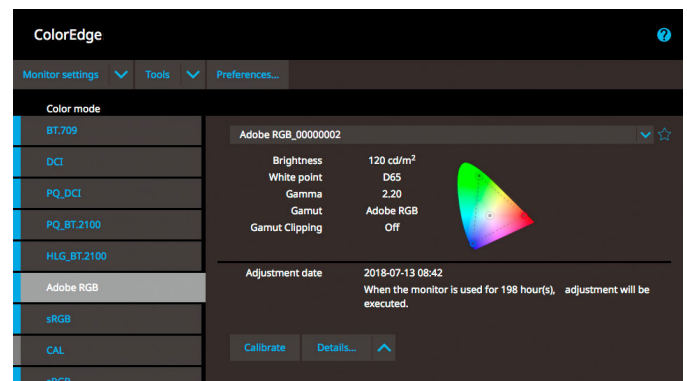 ColorEdge
?
Monitor settings Tools Preferences...
Color mode
BT.709
DCI
PQ_DCI
PQ_BT.2100
HLG_BT.2100
Adobe RGB
sRGB
CAL
sRGB
Adobe RGB_00000002
Brightness 120 cd/m²
White point D65
Gamma 2.20
Gamut Adobe RGB
Gamut Clipping Off
Adjustment date 2018-07-13 08:42
When the monitor is used for 198 hour(s), adjustment will be
executed.
Calibrate Details...